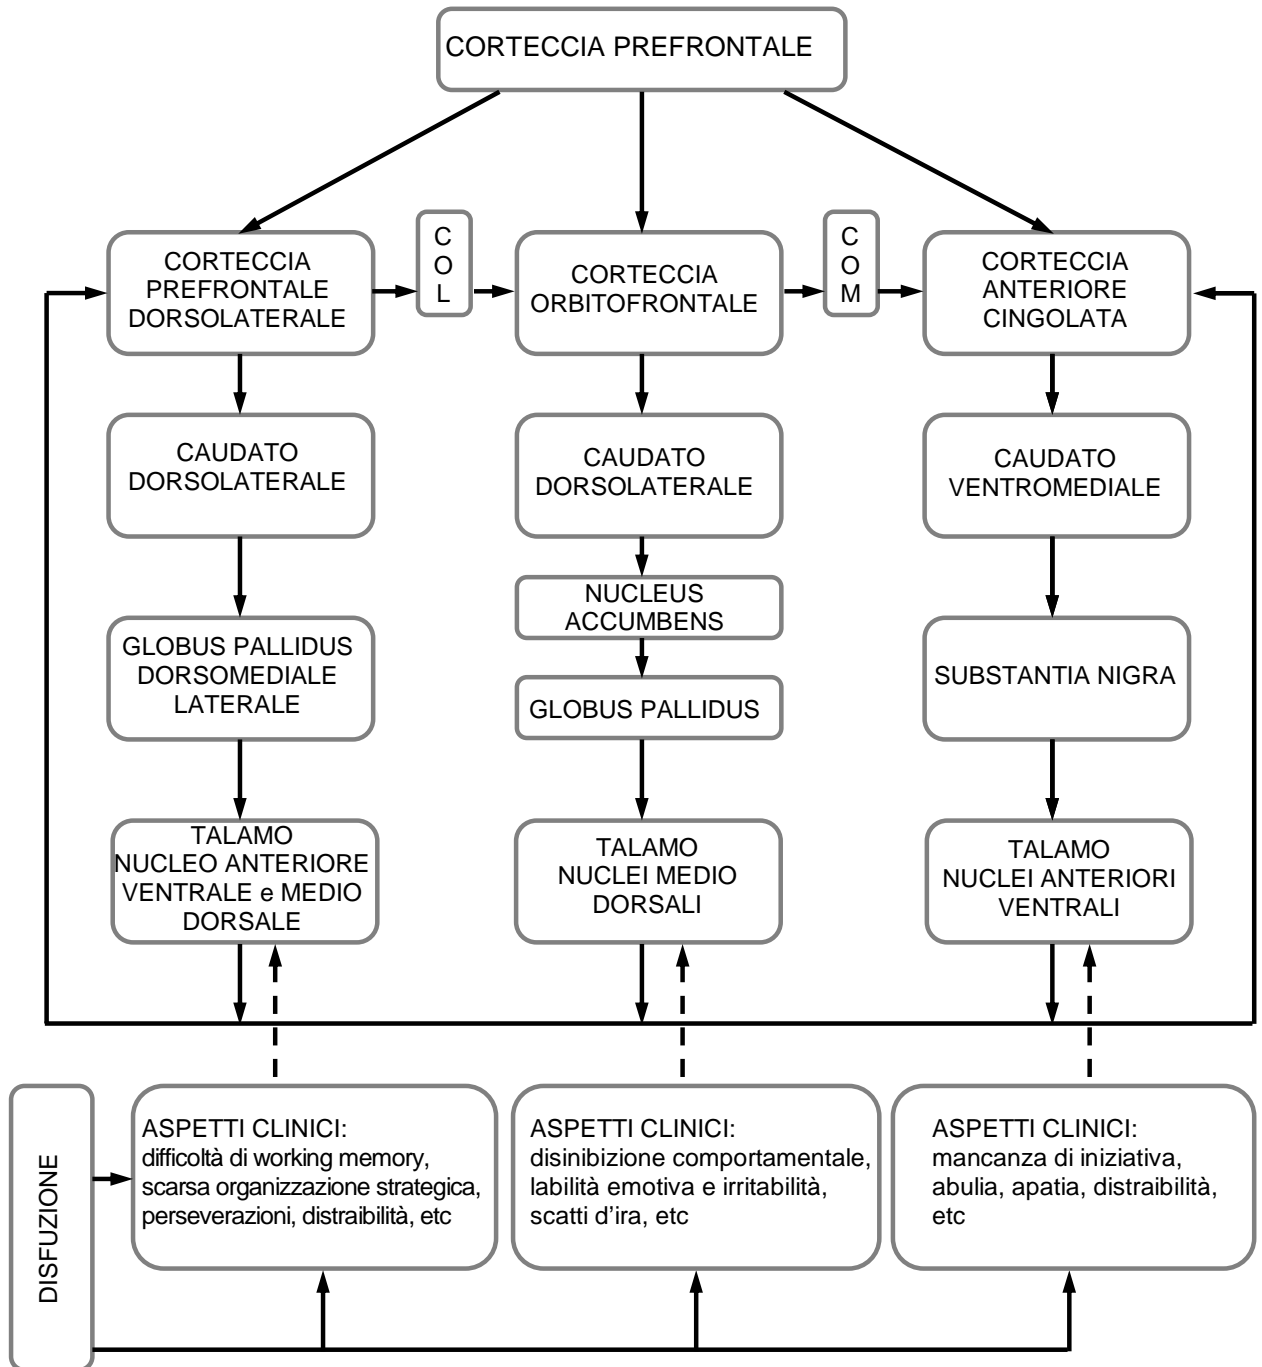 CORTECCIA PREFRONTALE
C
O
L
C
O
M
CORTECCIA
PREFRONTALE
DORSOLATERALE
CORTECCIA
ORBITOFRONTALE
CORTECCIA
ANTERIORE
CINGOLATA
CAUDATO
DORSOLATERALE
CAUDATO
DORSOLATERALE
CAUDATO
VENTROMEDIALE
NUCLEUS
ACCUMBENS
GLOBUS PALLIDUS
DORSOMEDIALE
LATERALE
GLOBUS PALLIDUS
SUBSTANTIA NIGRA
TALAMO
NUCLEO ANTERIORE
VENTRALE e MEDIO
DORSALE
TALAMO
NUCLEI MEDIO
DORSALI
TALAMO
NUCLEI ANTERIORI
VENTRALI
DISFUZIONE
ASPETTI CLINICI:
difficoltà di working memory,
scarsa organizzazione strategica,
perseverazioni, distraibilità, etc
ASPETTI CLINICI:
disinibizione comportamentale,
labilità emotiva e irritabilità,
scatti d’ira, etc
ASPETTI CLINICI:
mancanza di iniziativa,
abulia, apatia, distraibilità,
etc